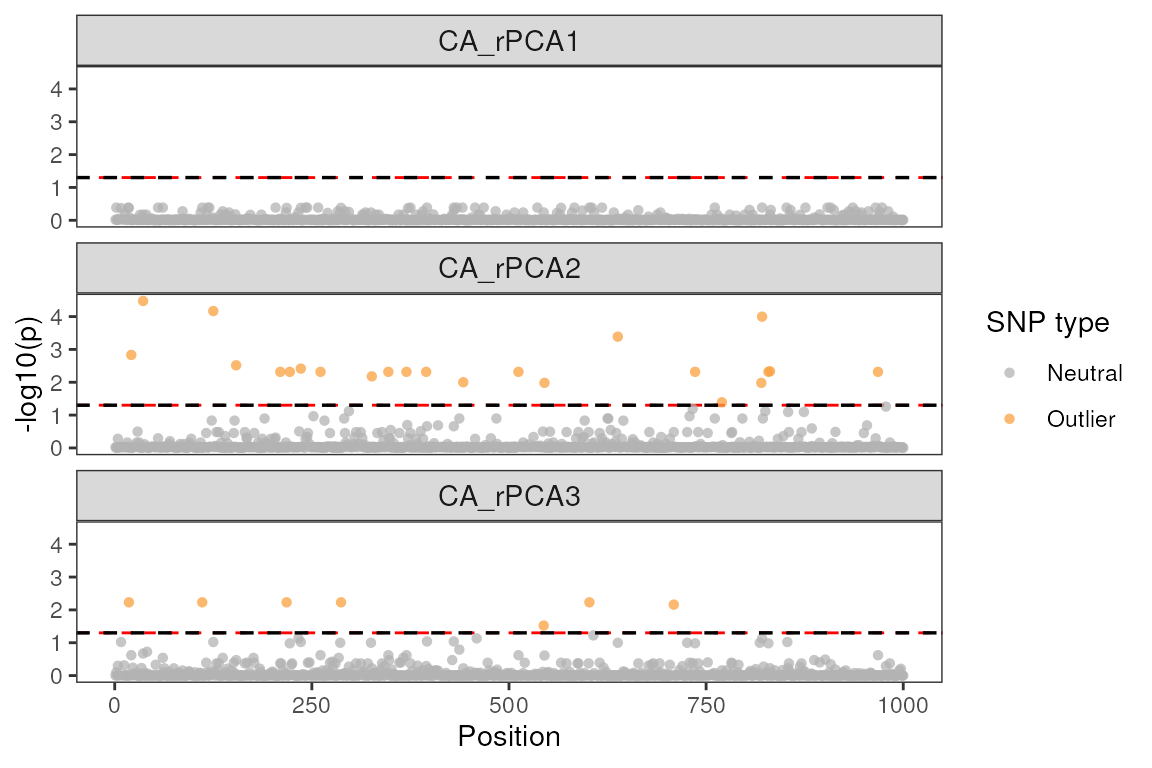 CA_rPCA1
4
3
2
1
0
CA_rPCA2
4
3
2
1
0
-log10(p)
CA_rPCA3
4
3
2
1
0
0 250 500 750 1000
Position
SNP type
Neutral
Outlier